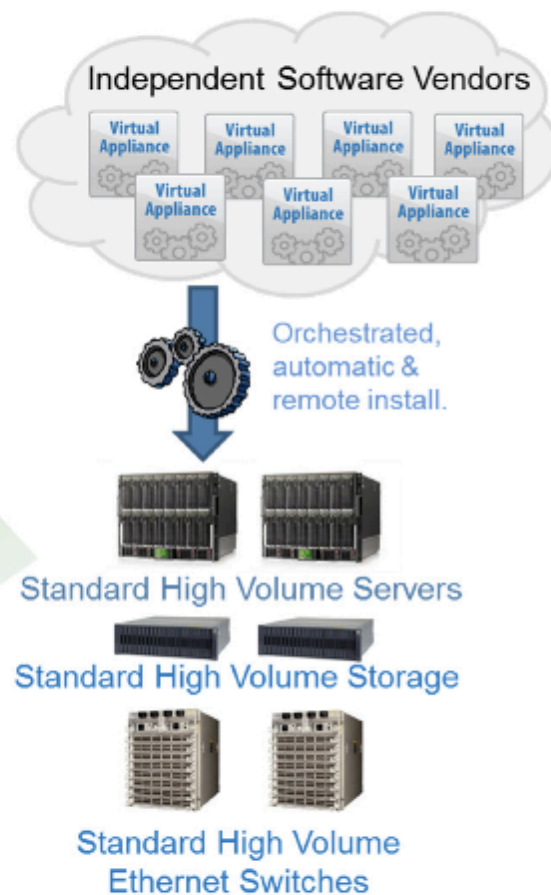 Independent Software Vendors
Virtual
Appliance
Virtual
Appliance
Virtual
Appliance
Virtual
Appliance
Virtual
Appliance
Virtual
Appliance
Virtual
Appliance
Orchestrated,
automatic &
remote install.
Standard High Volume Servers
Standard High Volume Storage
Standard High Volume
Ethernet Switches